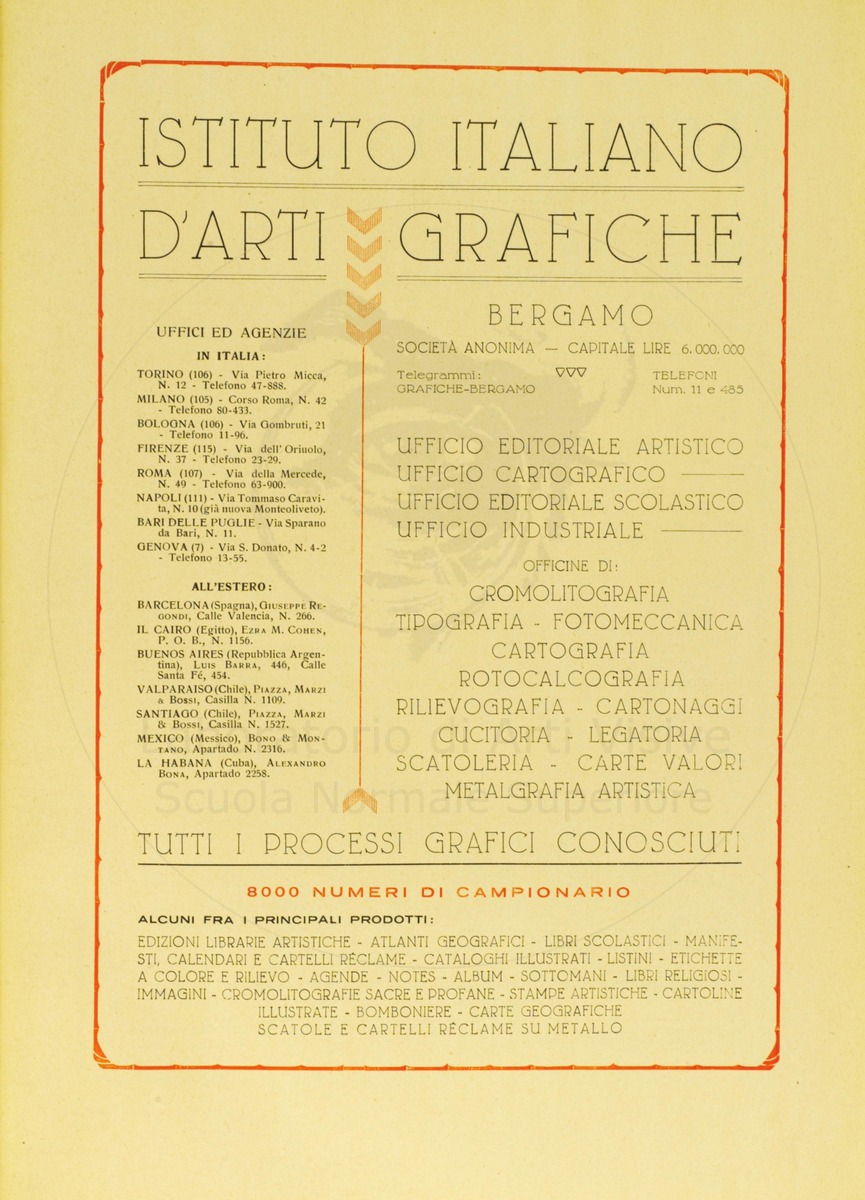 ISTITUTO ITALIANO
D'ARTI GRAFICHE
UFFICI ED AGENZIE
IN ITALIA:
TORINO (106) - Via Pietro Micca,
N. 12 - Telefono 47-888.
MILANO (105) - Corso Roma, N. 42
- Telefono 80-433.
BOLOGNA (106) - Via Gombruti, 21
- Telefono 11-96.
FIRENZE (115) - Via dell'Oriuolo,
N. 37 - Telefono 23-29.
ROMA (107) - Via della Mercede,
N. 49 - Telefono 63-900.
NAPOLI (111) - Via Tommaso Caravi-
ta, N. 10 (già nuova Monteoliveto).
BARI DELLE PUGLIE - Via Sparano
da Bari, N. 11.
GENOVA (7) - Via S. Donato, N. 4-2
- Telefono 13-55.
ALL'ESTERO:
BARCELONA (Spagna), GIUSEPPE RE-
GONDI, Calle Valencia, N. 266.
IL CAIRO (Egitto), EZRA M. COHEN,
P. O. B., N. 1156.
BUENOS AIRES (Repubblica Argen-
tina), LUIS BARRA, 446, Calle
Santa Fé, 454.
VALPARAISO (Chile), PIAZZA, MARZI
& BOSSI, Casilla N. 1109.
SANTIAGO (Chile), PIAZZA, MARZI
& BOSSI, Casilla N. 1527.
MEXICO (Messico), BONO & MON-
TANO, Apartado N. 2316.
LA HABANA (Cuba), ALEXANDRO
BONA, Apartado 2258.
BERGAMO
SOCIETÀ ANONIMA — CAPITALE LIRE 6.000.000
Telegrammi: TELEFONI
GRAFICHE-BERGAMO Num. 11 e 485
UFFICIO EDITORIALE ARTISTICO
UFFICIO CARTOGRAFICO
UFFICIO EDITORIALE SCOLASTICO
UFFICIO INDUSTRIALE
OFFICINE DI:
CROMOLITOGRAFIA
TIPOGRAFIA - FOTOMECCANICA
CARTOGRAFIA
ROTOCALCOGRAFIA
RILIEVOGRAFIA - CARTONAGGI
CUCITORIA - LEGATORIA
SCATOLERIA - CARTE VALORI
METALGRAFIA ARTISTICA
TUTTI I PROCESSI GRAFICI CONOSCIUTI
8000 NUMERI DI CAMPIONARIO
ALCUNI FRA I PRINCIPALI PRODOTTI:
EDIZIONI LIBRARIE ARTISTICHE - ATLANTI GEOGRAFICI - LIBRI SCOLASTICI - MANIFE-
STI, CALENDARI E CARTELLI RÉCLAME - CATALOGHI ILLUSTRATI - LISTINI - ETICHETTE
A COLORE E RILIEVO - AGENDE - NOTES - ALBUM - SOTTOMANI - LIBRI RELIGIOSI -
IMMAGINI - CROMOLITOGRAFIE SACRE E PROFANE - STAMPE ARTISTICHE - CARTOLINE
ILLUSTRATE - BOMBONIERE - CARTE GEOGRAFICHE
SCATOLE E CARTELLI RÉCLAME SU METALLO
Scuola Normale Superiore